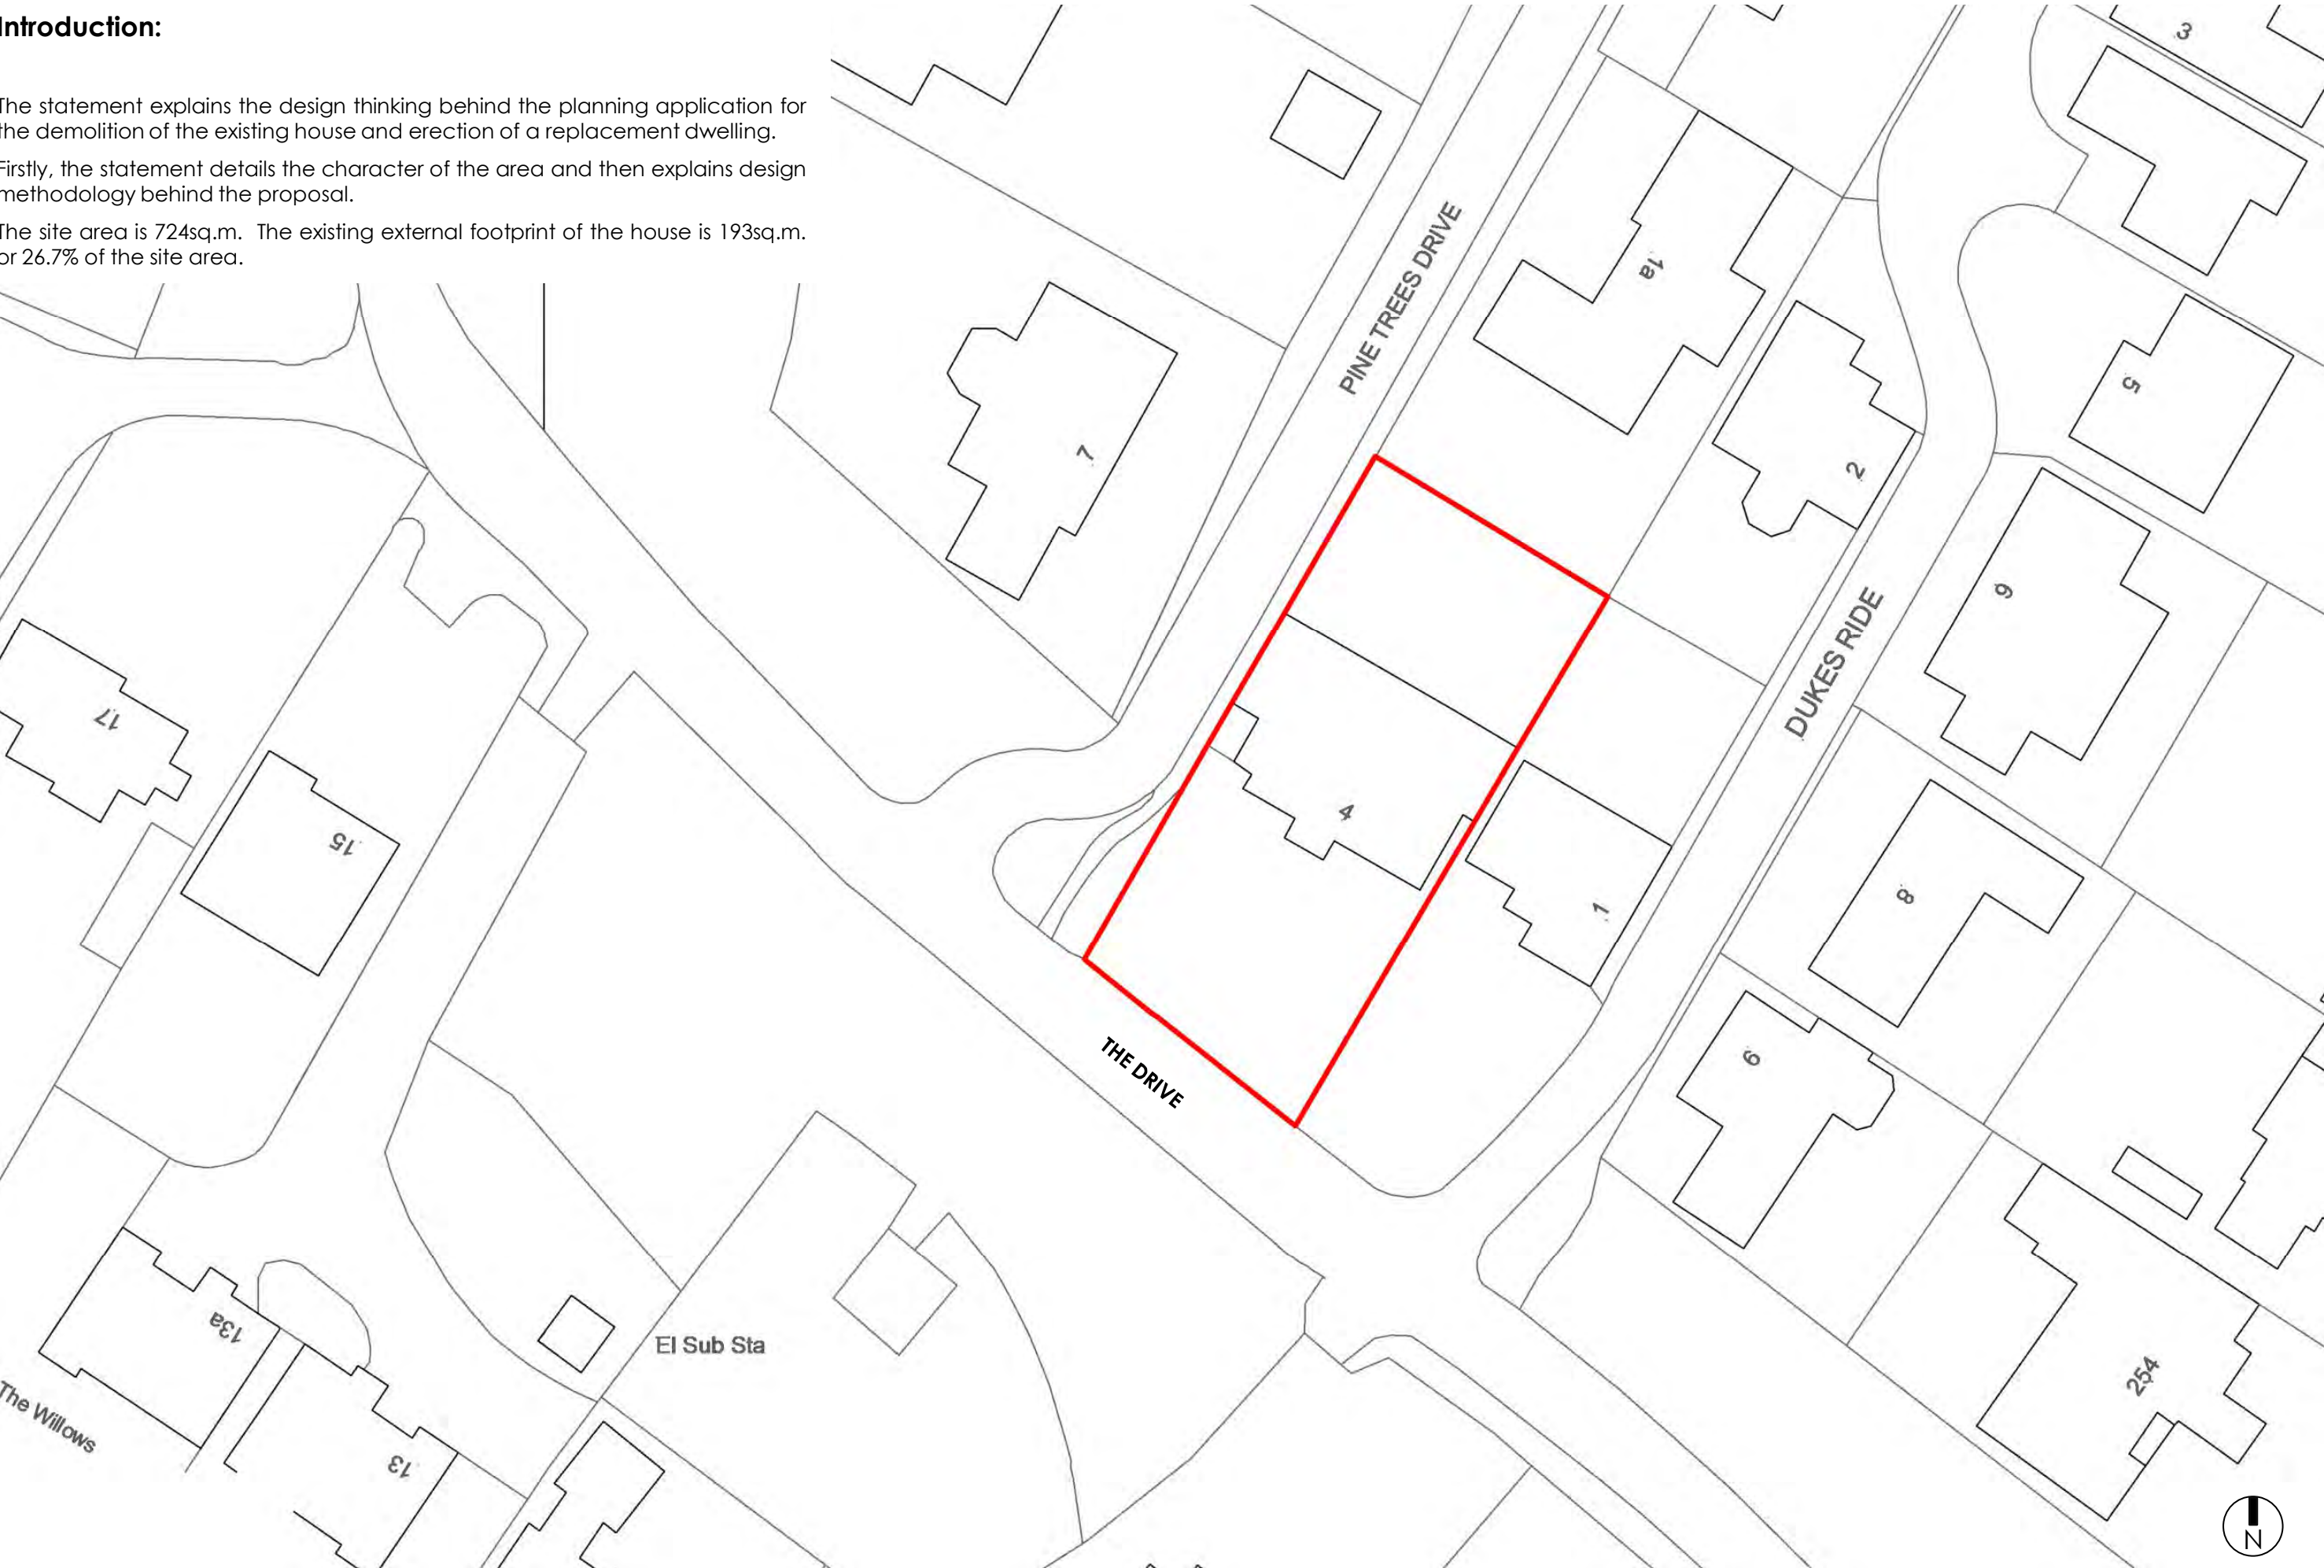 Introduction:
The statement explains the design thinking behind the planning application for
the demolition of the existing house and erection of a replacement dwelling.
Firstly, the statement details the character of the area and then explains design
methodology behind the proposal.
The site area is 724sq.m. The existing external footprint of the house is 193sq.m.
or 26.7% of the site area.
3
PINE TREES DRIVE
1a
7
2
5
9
DUKES RIDE
17
15
4
1
8
THE DRIVE
6
13a
El Sub Sta
254
The Willows
13
N